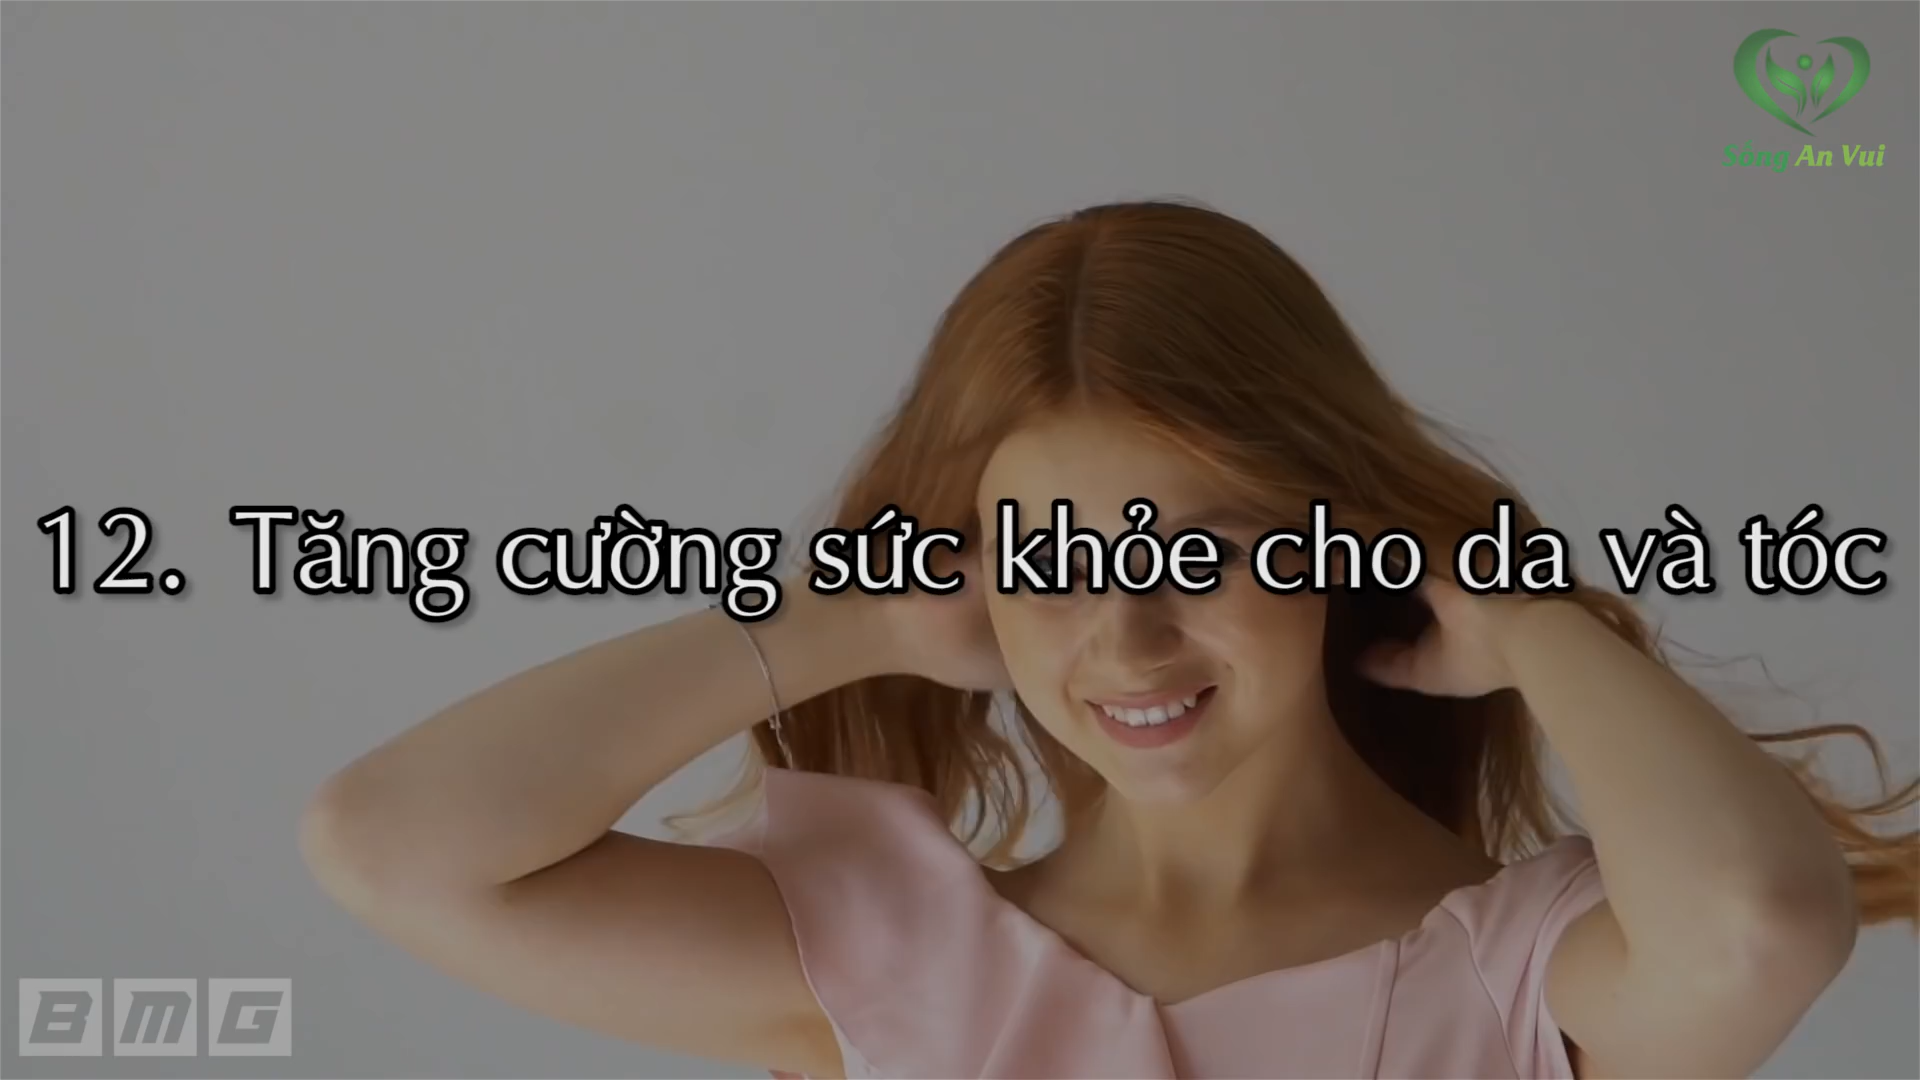 Sống An Vui
12. Tăng cường sức khỏe cho da và tóc
BMG